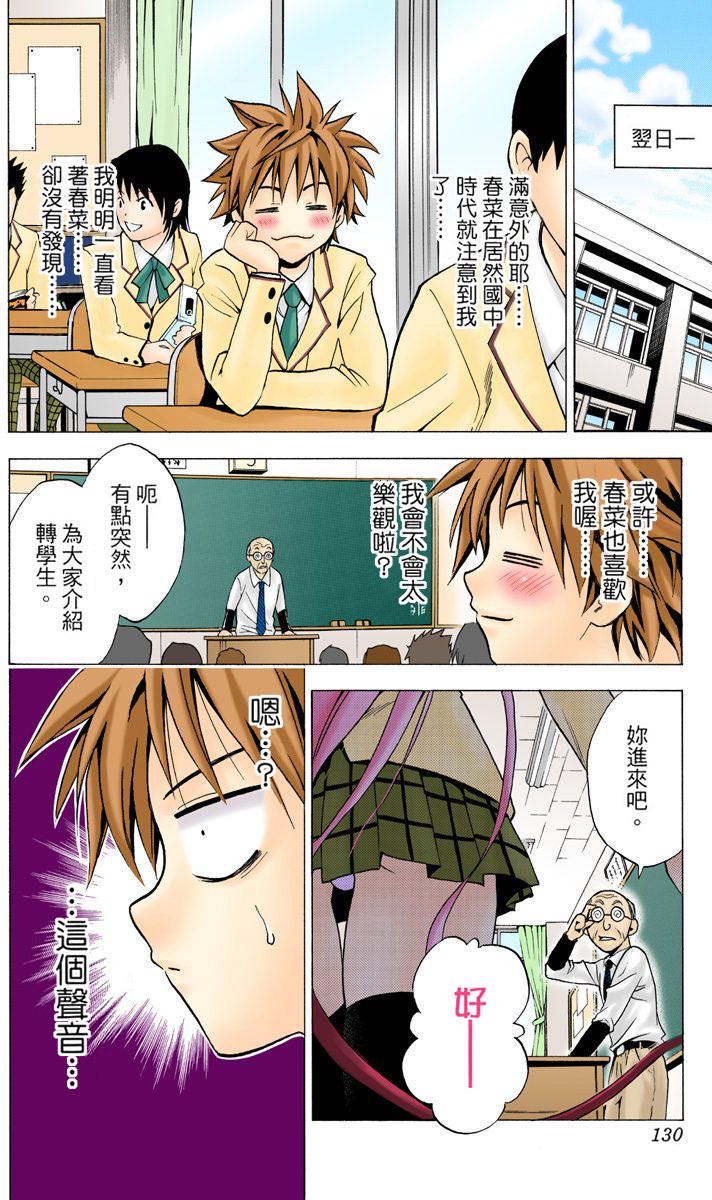 翌日一
滿意外的耶……
春菜在居然國中
時代就注意到我
了……
我明明一直看
著春菜……
卻沒有發現……
或許……
春菜也喜歡
我喔……
我會不會太
樂觀啦？
呃——
有點突然，
為大家介紹
轉學生。
妳進來吧。
好——
嗯…？
…這個聲音…
130